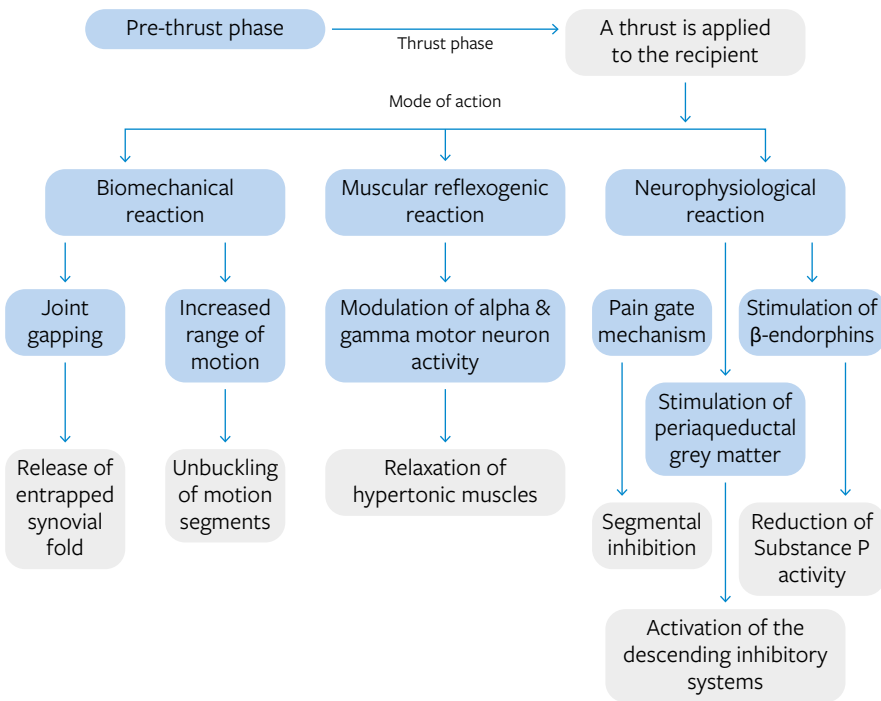 Pre-thrust phase
Thrust phase
A thrust is applied
to the recipient
Mode of action
Biomechanical
reaction
Muscular reflexogenic
reaction
Neurophysiological
reaction
Joint
gapping
Increased
range of
motion
Modulation of alpha &
gamma motor neuron
activity
Pain gate
mechanism
Stimulation of
β-endorphins
Stimulation of
periaqueductal
grey matter
Release of
entrapped
synovial
fold
Unbuckling
of motion
segments
Relaxation of
hypertonic muscles
Segmental
inhibition
Reduction of
Substance P
activity
Activation of the
descending inhibitory
systems